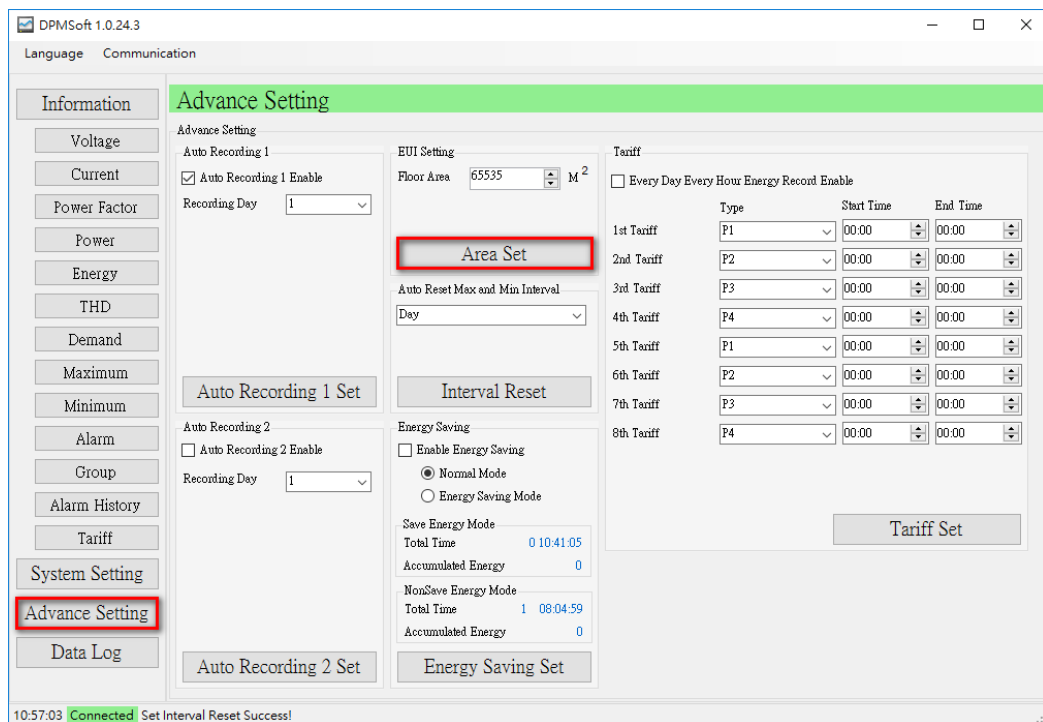 DPMSoft 1.0.24.3
Language Communication
Information
Voltage
Current
Power Factor
Power
Energy
THD
Demand
Maximum
Minimum
Alarm
Group
Alarm History
Tariff
System Setting
Advance Setting
Data Log
Advance Setting
Advance Setting
Auto Recording 1
Auto Recording 1 Enable
Recording Day 1
Auto Recording 1 Set
Auto Recording 2
Auto Recording 2 Enable
Recording Day 1
Auto Recording 2 Set
EUI Setting
Floor Area 65535 M 2
Area Set
Auto Reset Max and Min Interval
Day
Interval Reset
Energy Saving
Enable Energy Saving
Normal Mode
Energy Saving Mode
Save Energy Mode
Total Time 0 10:41:05
Accumulated Energy 0
NonSave Energy Mode
Total Time 1 08:04:59
Accumulated Energy 0
Energy Saving Set
Tariff
Every Day Every Hour Energy Record Enable
Type Start Time End Time
1st Tariff P1 00:00 00:00
2nd Tariff P2 00:00 00:00
3rd Tariff P3 00:00 00:00
4th Tariff P4 00:00 00:00
5th Tariff P1 00:00 00:00
6th Tariff P2 00:00 00:00
7th Tariff P3 00:00 00:00
8th Tariff P4 00:00 00:00
Tariff Set
10:57:03 Connected Set Interval Reset Success!